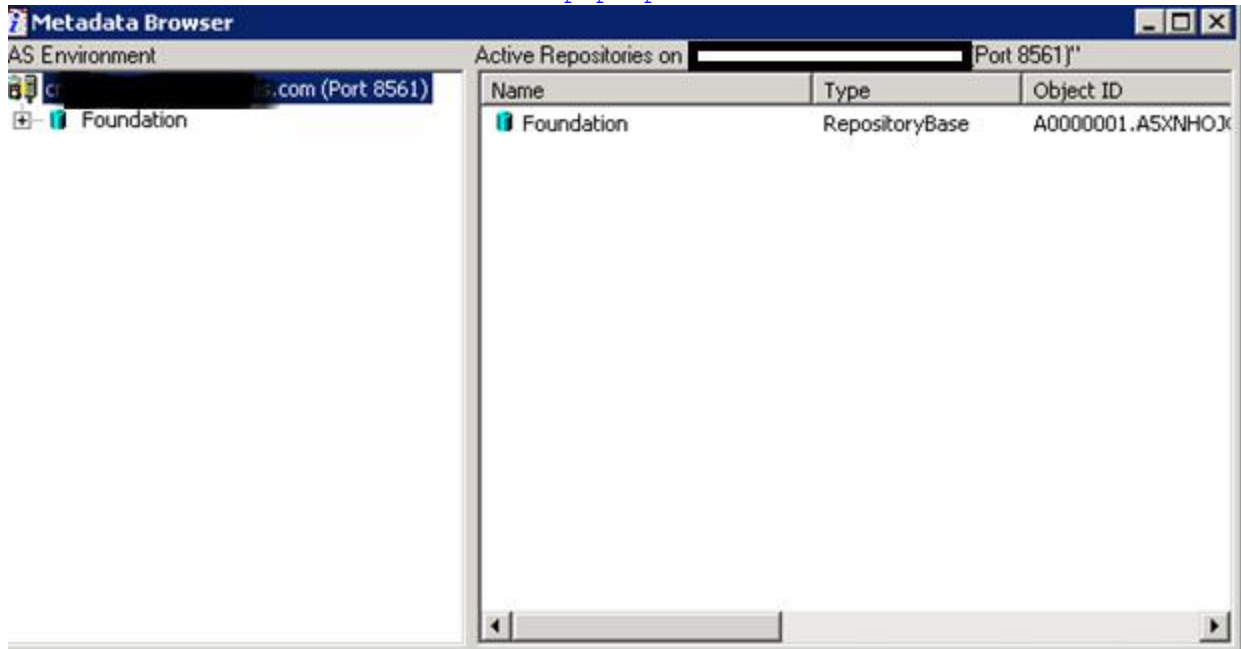 Metadata Browser
AS Environment
Active Repositories on (Port 8561)"
.com (Port 8561)
Foundation
Name Type Object ID
Foundation RepositoryBase A0000001.A5XNHOJ